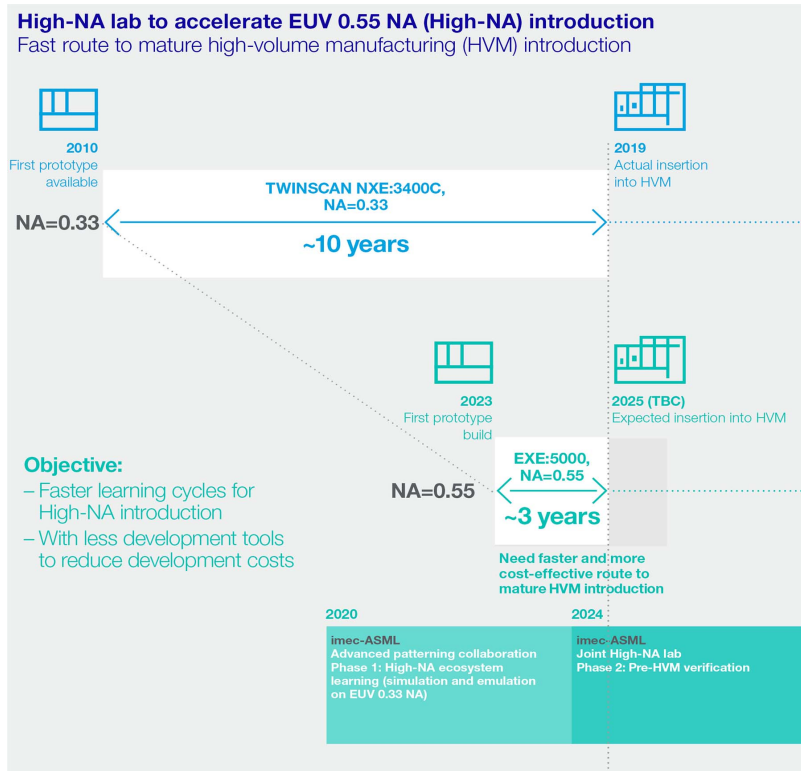 High-NA lab to accelerate EUV 0.55 NA (High-NA) introduction
Fast route to mature high-volume manufacturing (HVM) introduction
2010
First prototype
available
2019
Actual insertion
into HVM
TWINSCAN NXE:3400C,
NA=0.33
NA=0.33
~10 years
2023
First prototype
build
2025 (TBC)
Expected insertion into HVM
Objective:
– Faster learning cycles for
High-NA introduction
– With less development tools
to reduce development costs
EXE:5000,
NA=0.55
NA=0.55
~3 years
Need faster and more
cost-effective route to
mature HVM introduction
2020
imec-ASML
Advanced patterning collaboration
Phase 1: High-NA ecosystem
learning (simulation and emulation
on EUV 0.33 NA)
2024
imec-ASML
Joint High-NA lab
Phase 2: Pre-HVM verification